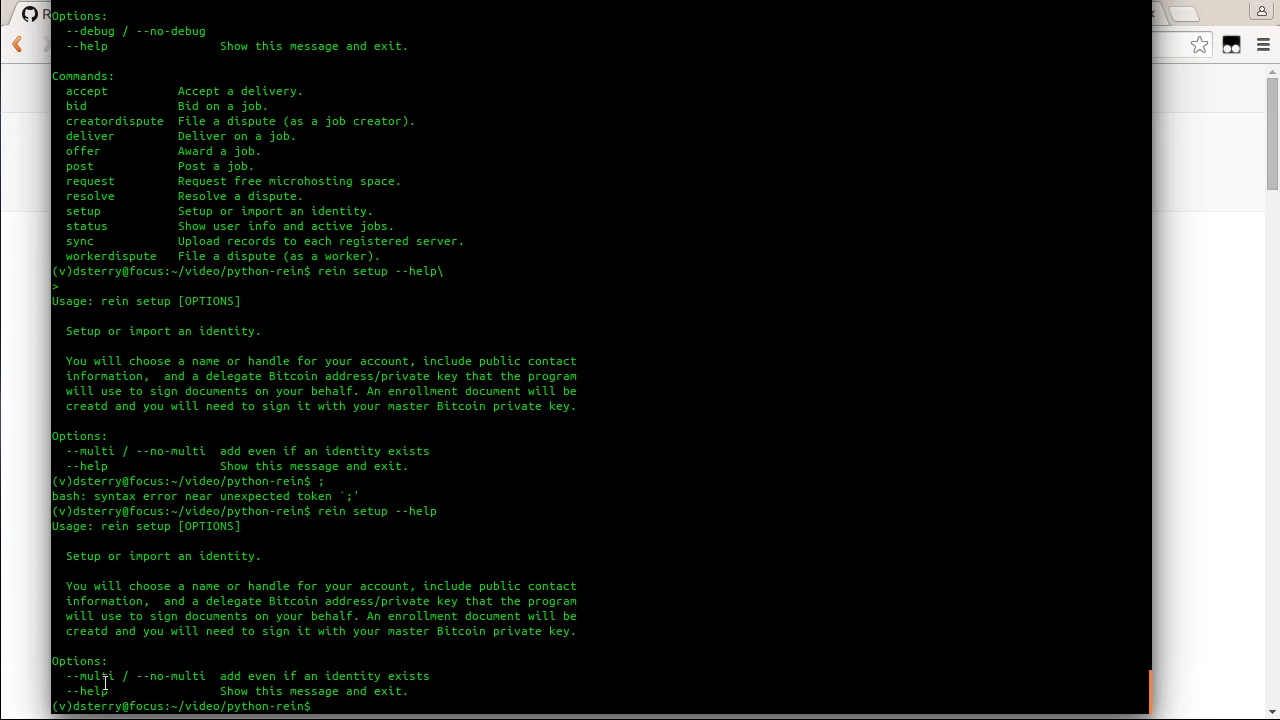 Options:
--debug / --no-debug
--help Show this message and exit.
Commands:
accept Accept a delivery.
bid Bid on a job.
creatordispute File a dispute (as a job creator).
deliver Deliver on a job.
offer Award a job.
post Post a job.
request Request free microhosting space.
resolve Resolve a dispute.
setup Setup or import an identity.
status Show user info and active jobs.
sync Upload records to each registered server.
workerdispute File a dispute (as a worker).
(v)dsterry@focus:~/video/python-rein$ rein setup --help\
>
Usage: rein setup [OPTIONS]
Setup or import an identity.
You will choose a name or handle for your account, include public contact
information,  and a delegate Bitcoin address/private key that the program
will use to sign documents on your behalf. An enrollment document will be
creatd and you will need to sign it with your master Bitcoin private key.
Options:
--multi / --no-multi add even if an identity exists
--help Show this message and exit.
(v)dsterry@focus:~/video/python-rein$ ;
bash: syntax error near unexpected token `;'
(v)dsterry@focus:~/video/python-rein$ rein setup --help
Usage: rein setup [OPTIONS]
Setup or import an identity.
You will choose a name or handle for your account, include public contact
information,  and a delegate Bitcoin address/private key that the program
will use to sign documents on your behalf. An enrollment document will be
creatd and you will need to sign it with your master Bitcoin private key.
Options:
--multi / --no-multi add even if an identity exists
--help Show this message and exit.
(v)dsterry@focus:~/video/python-rein$